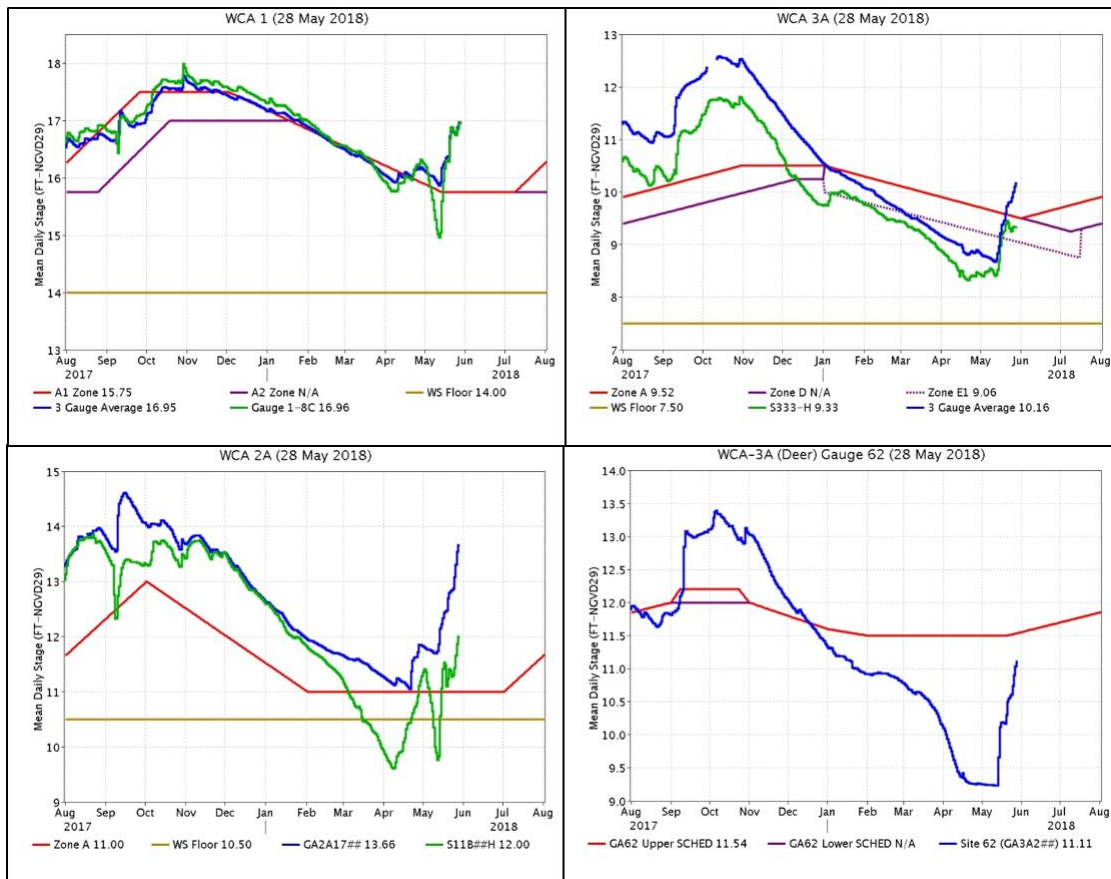 WCA 1 (28 May 2018)
Mean Daily Stage (FT-NGVD29)
18
17
16
15
14
13
Aug Sep Oct Nov Dec Jan Feb Mar Apr May Jun Jul Aug
2017 2018
A1 Zone 15.75 A2 Zone N/A WS Floor 14.00
3 Gauge Average 16.95 Gauge 1-8C 16.96
WCA 3A (28 May 2018)
Mean Daily Stage (FT-NGVD29)
13
12
11
10
9
8
7
Aug Sep Oct Nov Dec Jan Feb Mar Apr May Jun Jul Aug
2017 2018
Zone A 9.52 Zone D N/A Zone E1 9.06
WS Floor 7.50 S333-H 9.33 3 Gauge Average 10.16
WCA 2A (28 May 2018)
Mean Daily Stage (FT-NGVD29)
15
14
13
12
11
10
9
Aug Sep Oct Nov Dec Jan Feb Mar Apr May Jun Jul Aug
2017 2018
Zone A 11.00 WS Floor 10.50 GA2A17## 13.66 S11B##H 12.00
WCA-3A (Deer) Gauge 62 (28 May 2018)
Mean Daily Stage (FT-NGVD29)
14.0
13.5
13.0
12.5
12.0
11.5
11.0
10.5
10.0
9.5
9.0
Aug Sep Oct Nov Dec Jan Feb Mar Apr May Jun Jul Aug
2017 2018
GA62 Upper SCHED 11.54 GA62 Lower SCHED N/A Site 62 (GA3A2##) 11.11